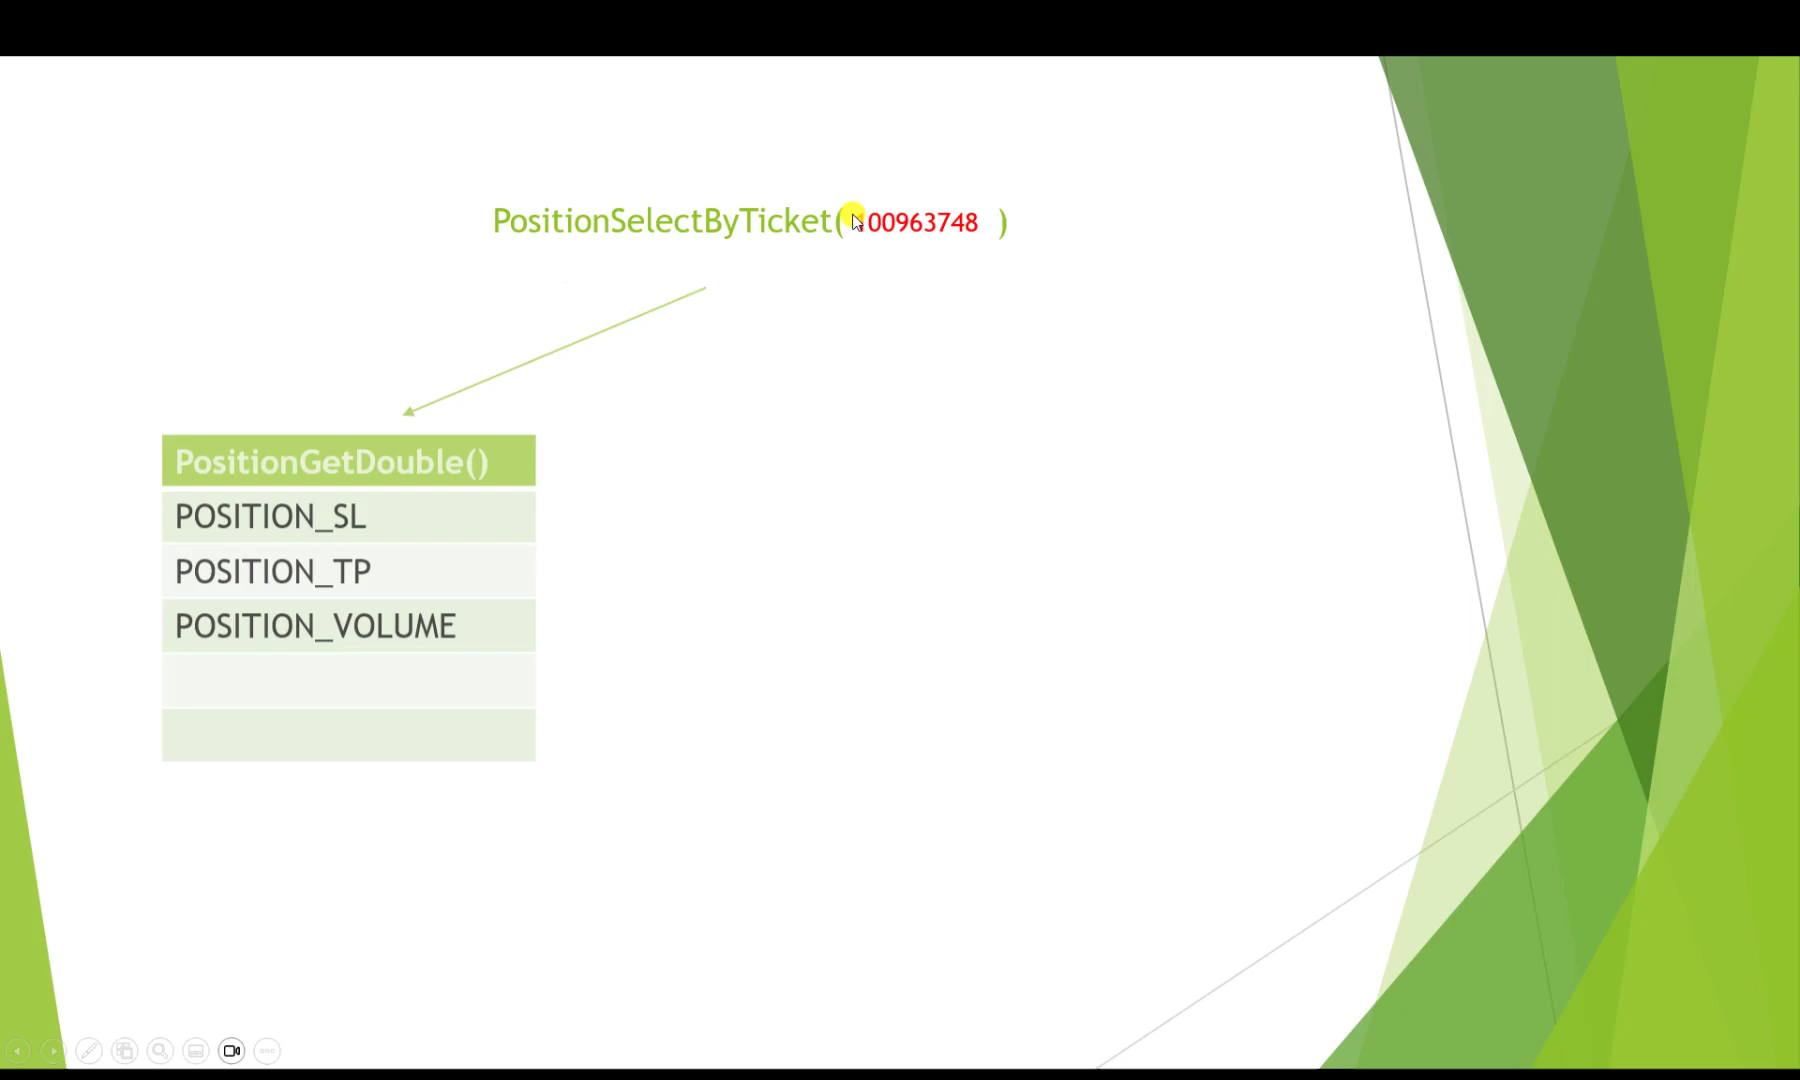 PositionSelectByTicket( 00963748 )
PositionGetDouble()
POSITION_SL
POSITION_TP
POSITION_VOLUME